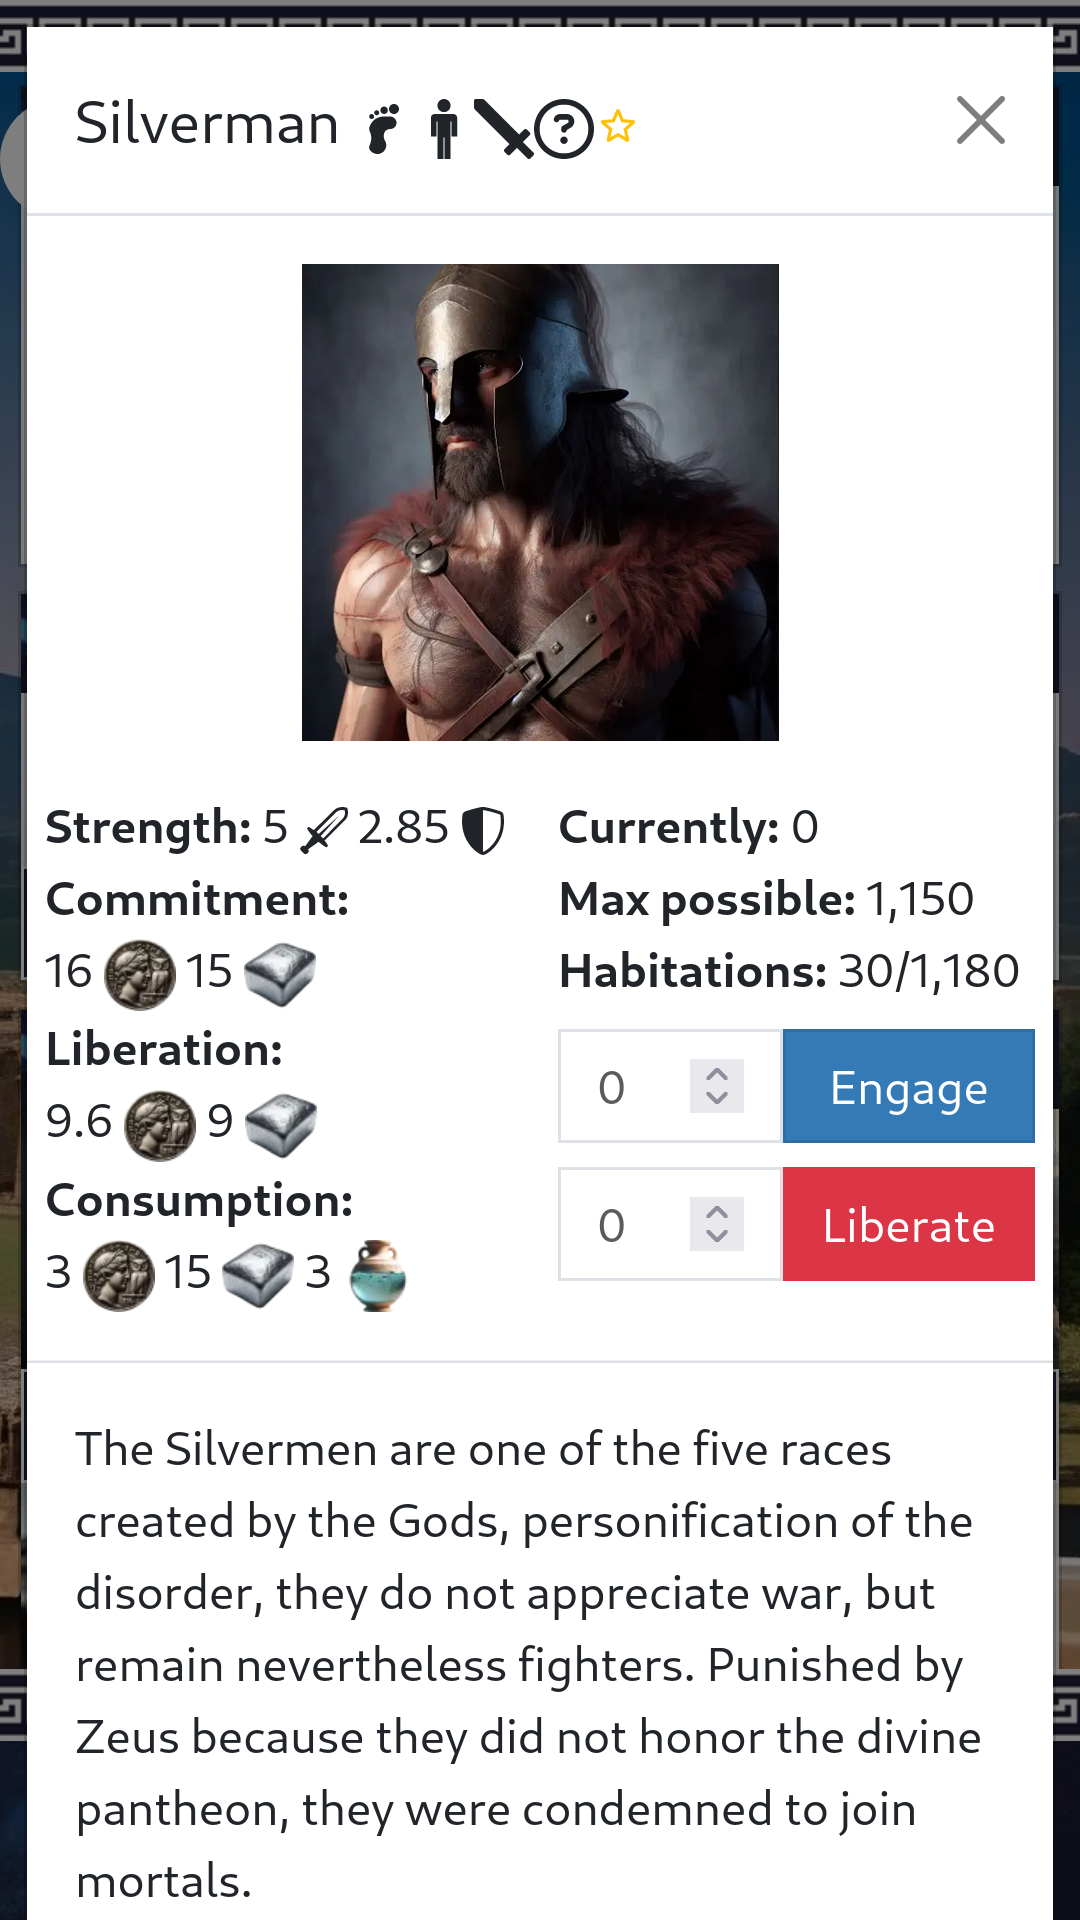 Silverman
Strength: 5 2.85
Commitment:
16 15
Liberation:
9.6 9
Consumption:
3 15 3
Currently: 0
Max possible: 1,150
Habitations: 30/1,180
0 Engage
0 Liberate
The Silvermen are one of the five races
created by the Gods, personification of the
disorder, they do not appreciate war, but
remain nevertheless fighters. Punished by
Zeus because they did not honor the divine
pantheon, they were condemned to join
mortals.